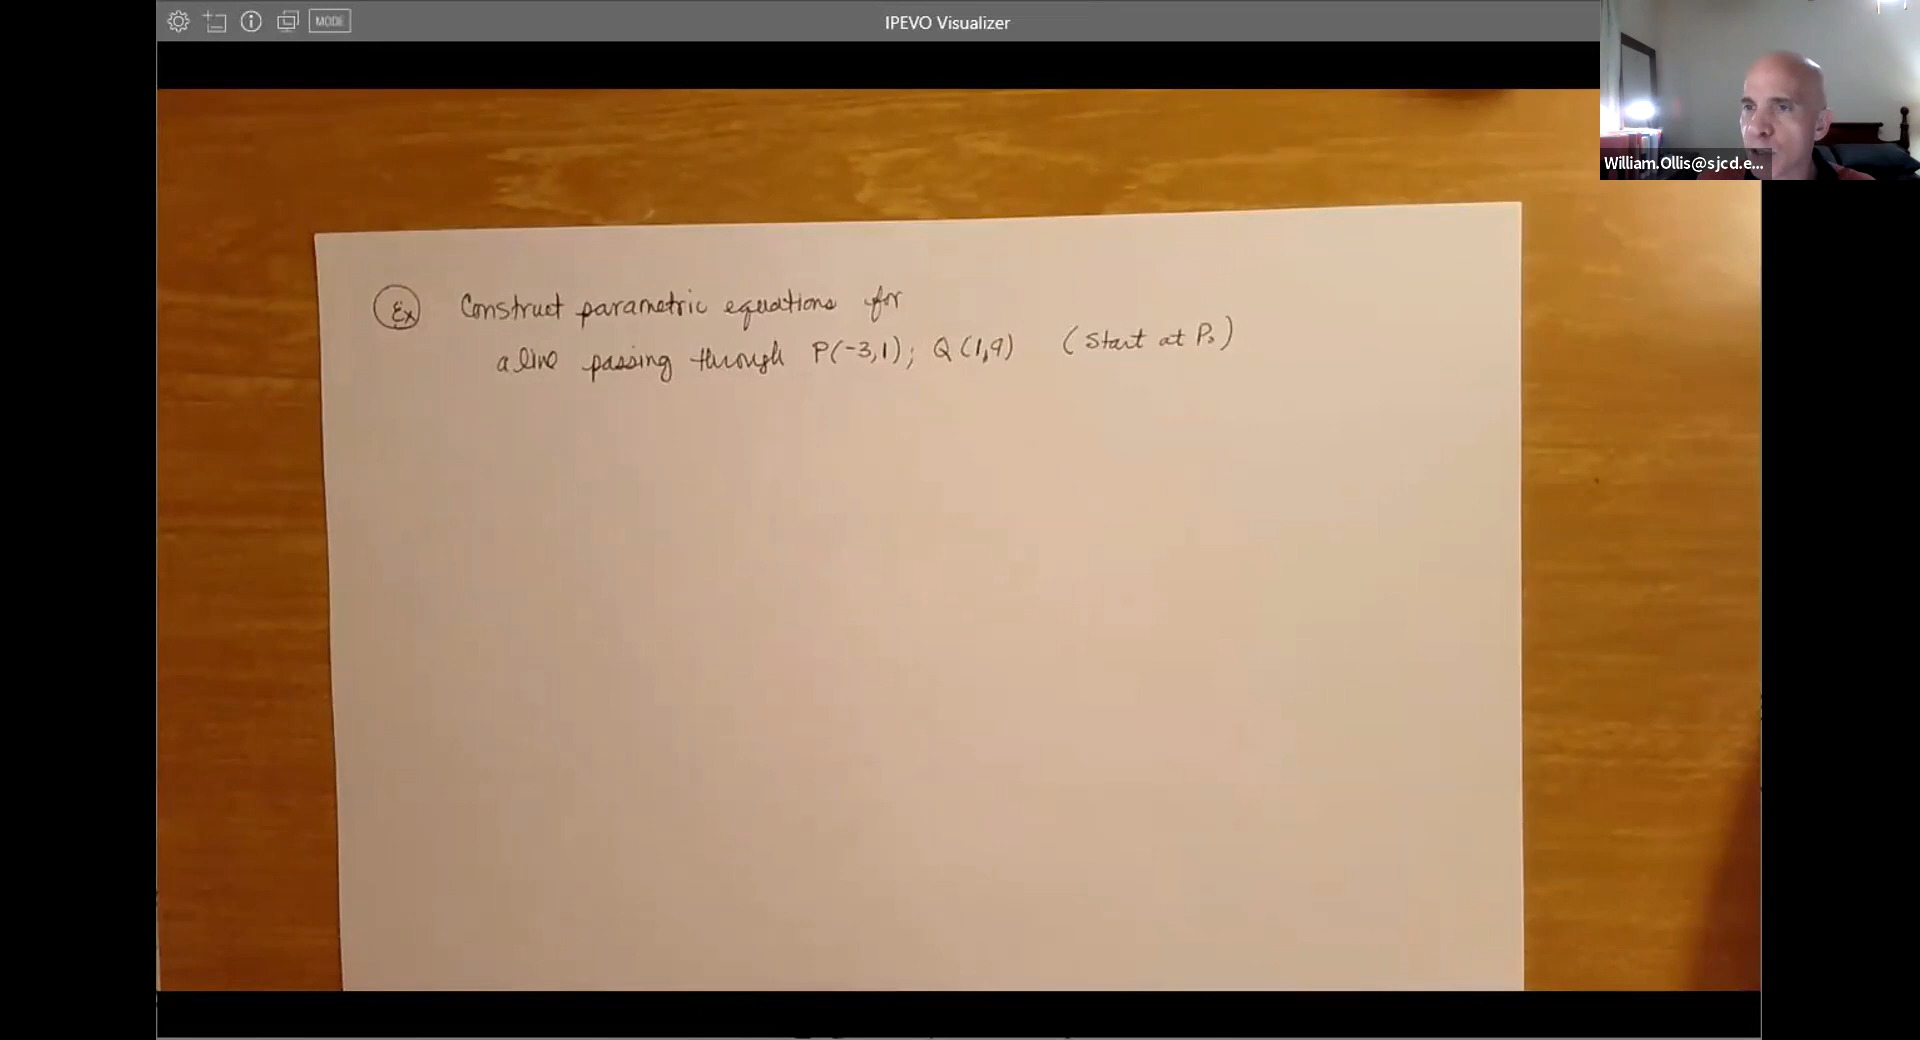 MODE
IPEVO Visualizer
William.Ollis@sjcd.e...
Ex Construct parametric equations for
a line passing through P(-3,1); Q(1,9) (Start at P.)